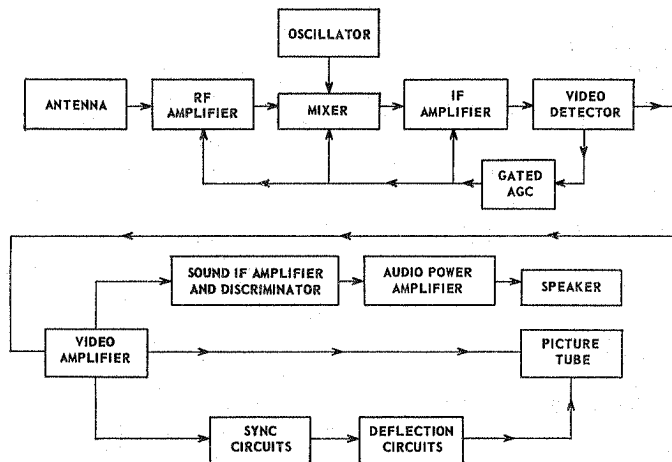 OSCILLATOR
ANTENNA
RF
AMPLIFIER
MIXER
IF
AMPLIFIER
VIDEO
DETECTOR
GATED
AGC
SOUND IF AMPLIFIER
AND DISCRIMINATOR
AUDIO POWER
AMPLIFIER
SPEAKER
VIDEO
AMPLIFIER
PICTURE
TUBE
SYNC
CIRCUITS
DEFLECTION
CIRCUITS